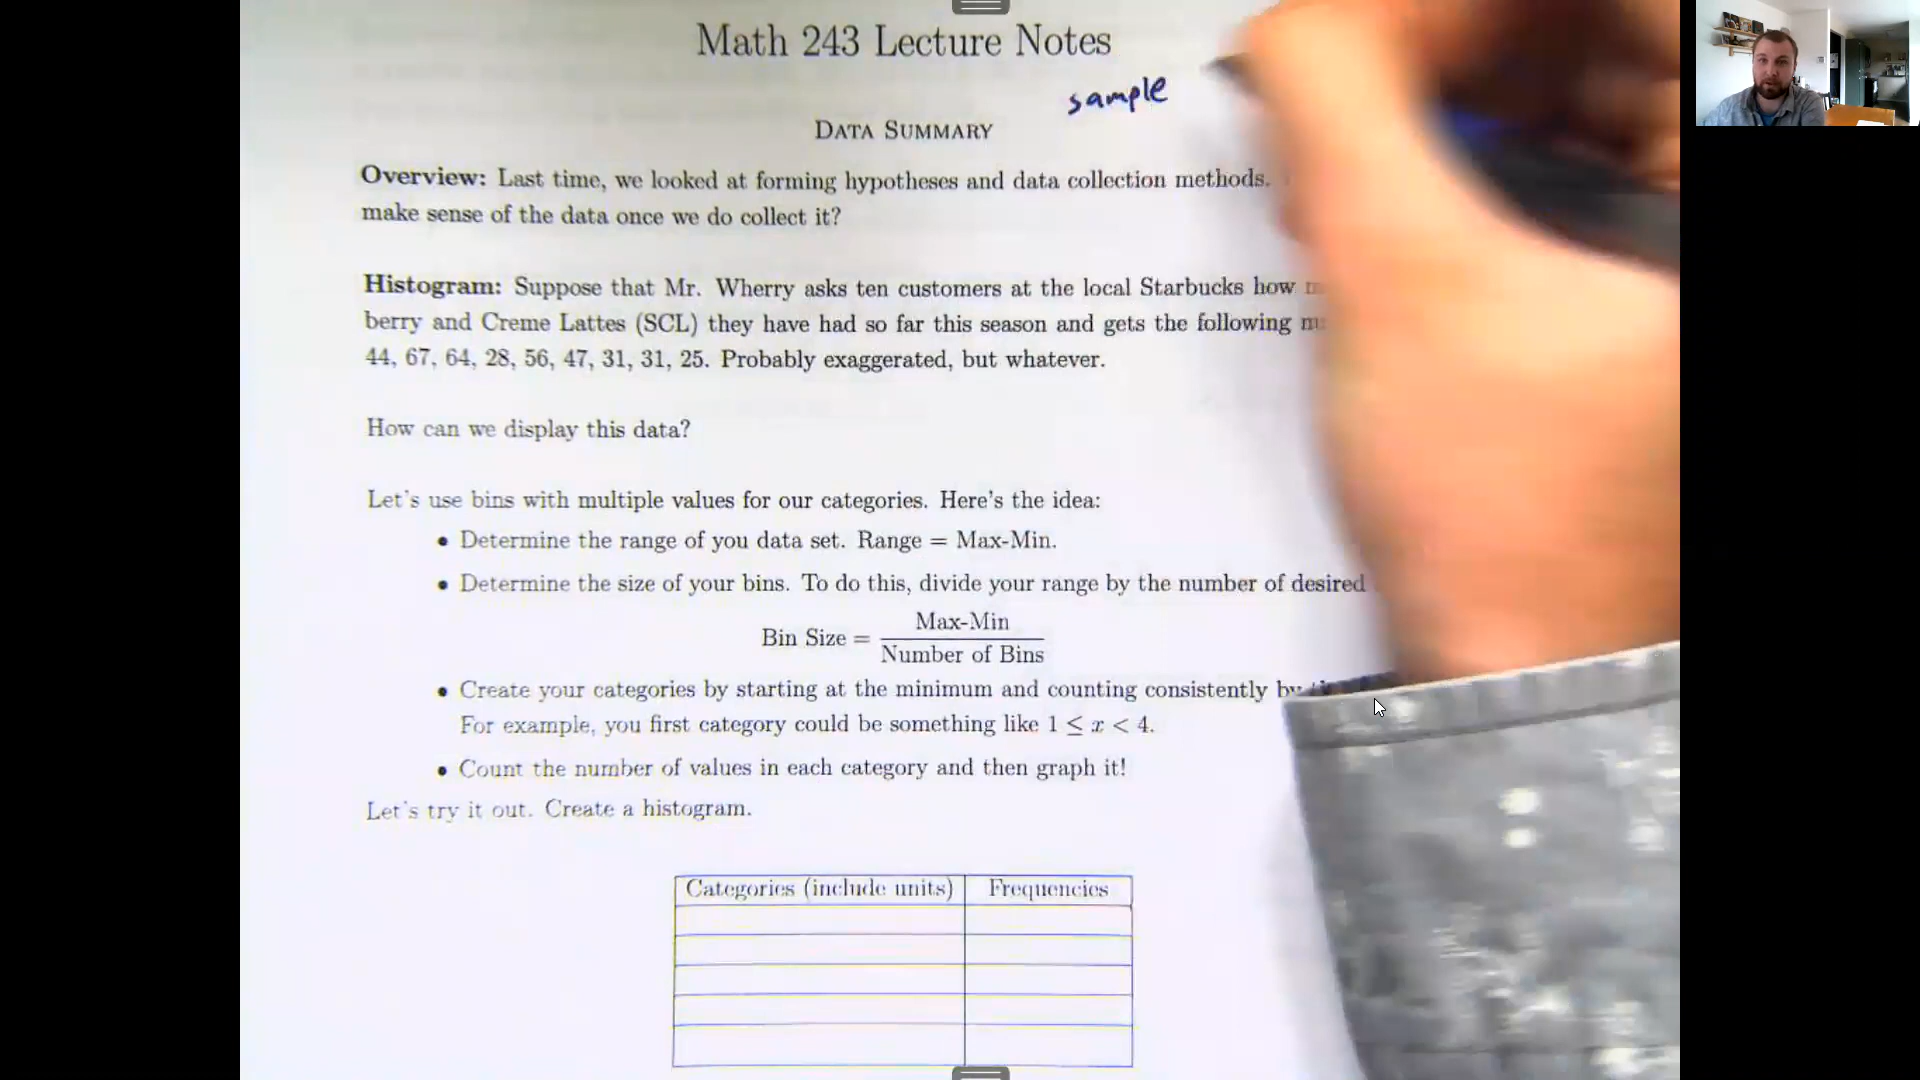 Math 243 Lecture Notes
sample
DATA SUMMARY
Overview: Last time, we looked at forming hypotheses and data collection methods.
make sense of the data once we do collect it?
Histogram: Suppose that Mr. Wherry asks ten customers at the local Starbucks how
berry and Creme Lattes (SCL) they have had so far this season and gets the following
44, 67, 64, 28, 56, 47, 31, 31, 25. Probably exaggerated, but whatever.
How can we display this data?
Let's use bins with multiple values for our categories. Here's the idea:
• Determine the range of you data set. Range = Max-Min.
• Determine the size of your bins. To do this, divide your range by the number of desired
Bin Size = Max-Min
Number of Bins
• Create your categories by starting at the minimum and counting consistently by
For example, you first category could be something like 1 ≤ x < 4.
• Count the number of values in each category and then graph it!
Let's try it out. Create a histogram.
Categories (include units) Frequencies